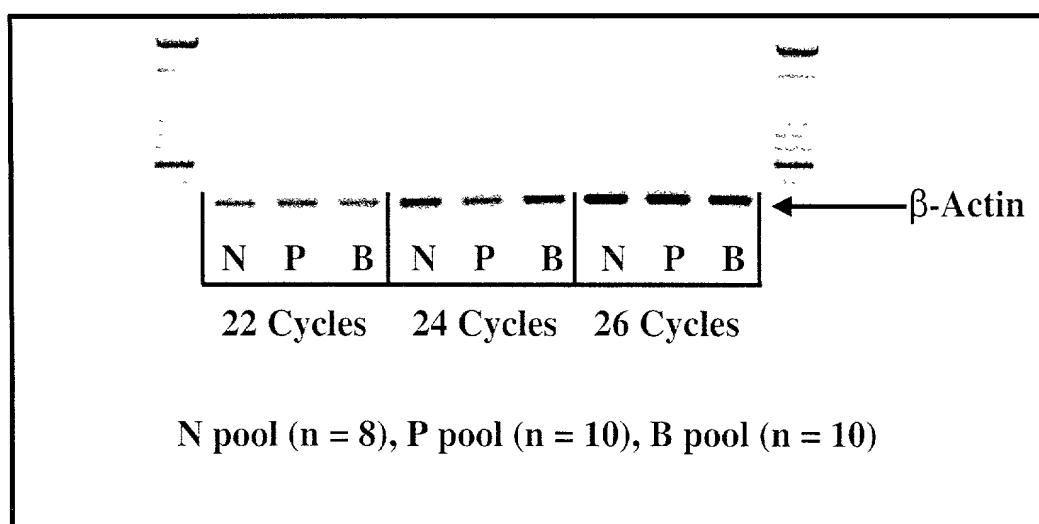 β-Actin
N P B N P B N P B
22 Cycles 24 Cycles 26 Cycles
N pool (n = 8), P pool (n = 10), B pool (n = 10)